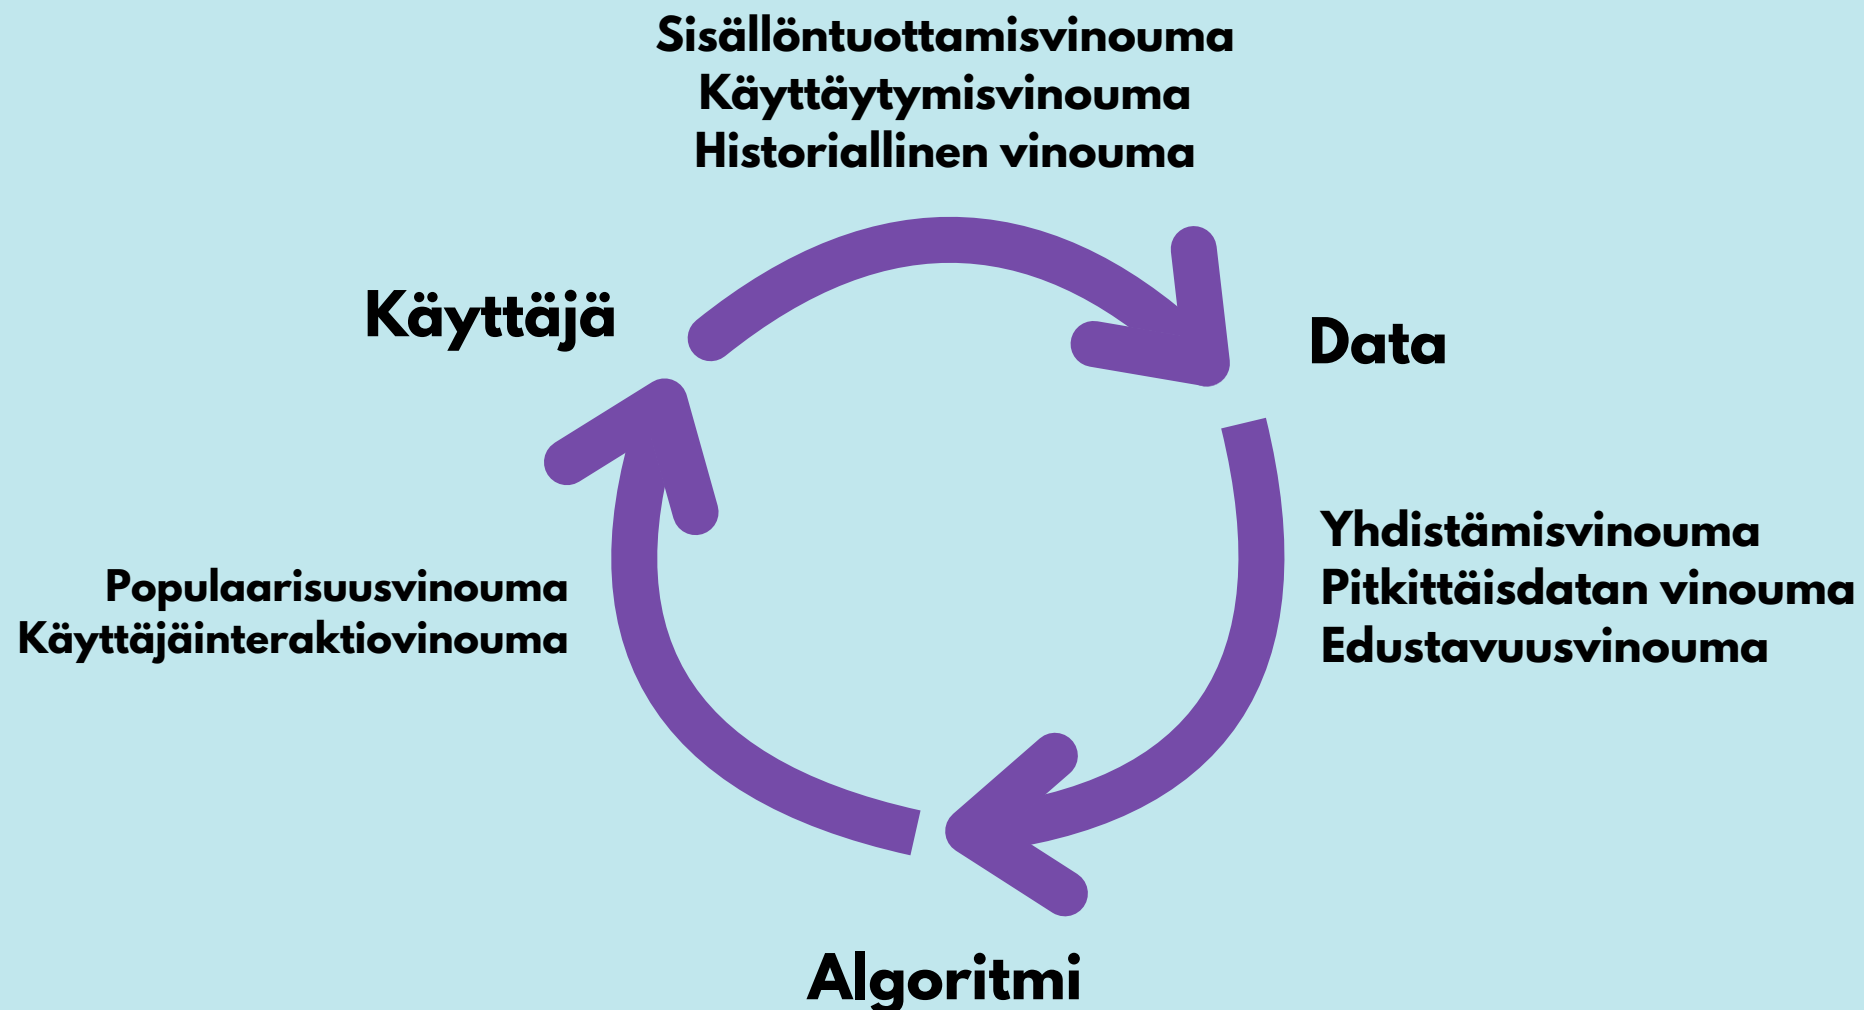 Sisällöntuottamisvinouma
Käyttäytymisvinouma
Historiallinen vinouma
Käyttäjä
Data
Yhdistämisvinouma
Pitkittäisdatan vinouma
Edustavuusvinouma
Populaarisuusvinouma
Käyttäjäinteraktiovinouma
Algoritmi